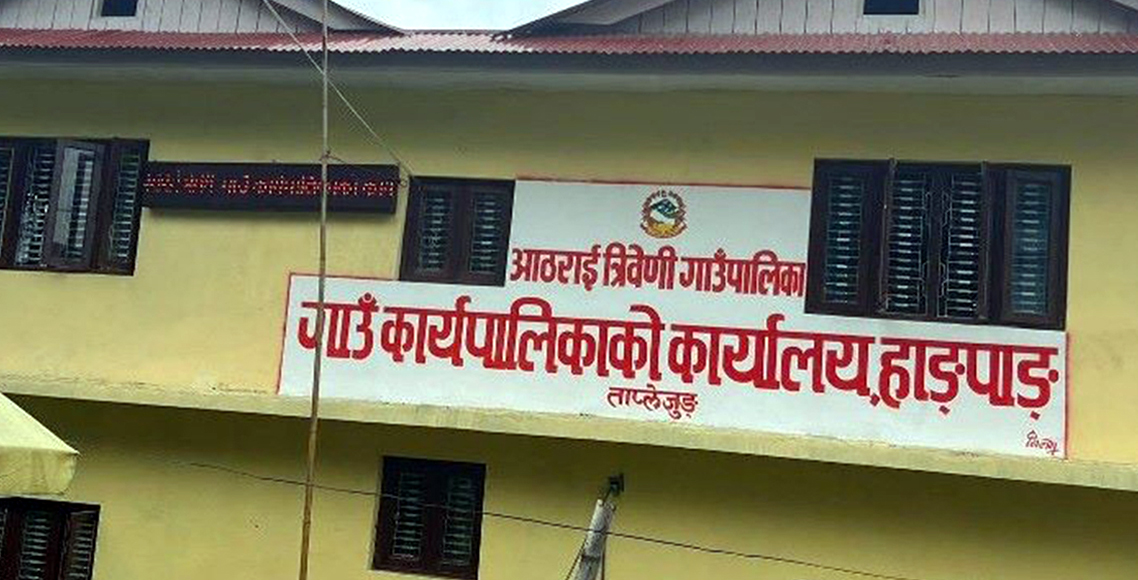 आठराई त्रिवेणी गाउँपालिका
गाउँ कार्यपालिकाको कार्यालय,हाङपाङ
ताप्लेजुङ